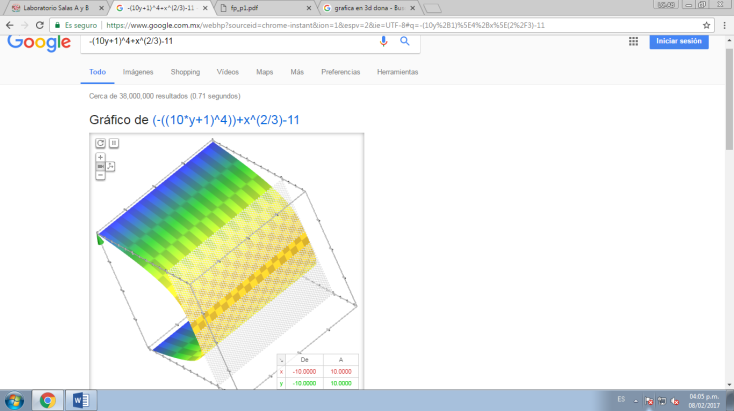 Laboratorio Salas A y B
-(10y+1)^4+x^(2/3)-11
fp_p1.pdf
grafica en 3d dona - Bus
Es seguro
https://www.google.com.mx/webhp?sourceid=chrome-instant&ion=1&espv=2&ie=UTF-8#q=-(10y%2B1)%5E4%2Bx%5E(2%2F3)-11
Google
-(10y+1)^4+x^(2/3)-11
Iniciar sesión
Todo Imágenes Shopping Vídeos Maps Más Preferencias Herramientas
Cerca de 38,000,000 resultados (0.71 segundos)
Gráfico de (-((10*y+1)^4))+x^(2/3)-11
De A
x -10.0000 10.0000
y -10.0000 10.0000
ES
04:05 p.m.
08/02/2017